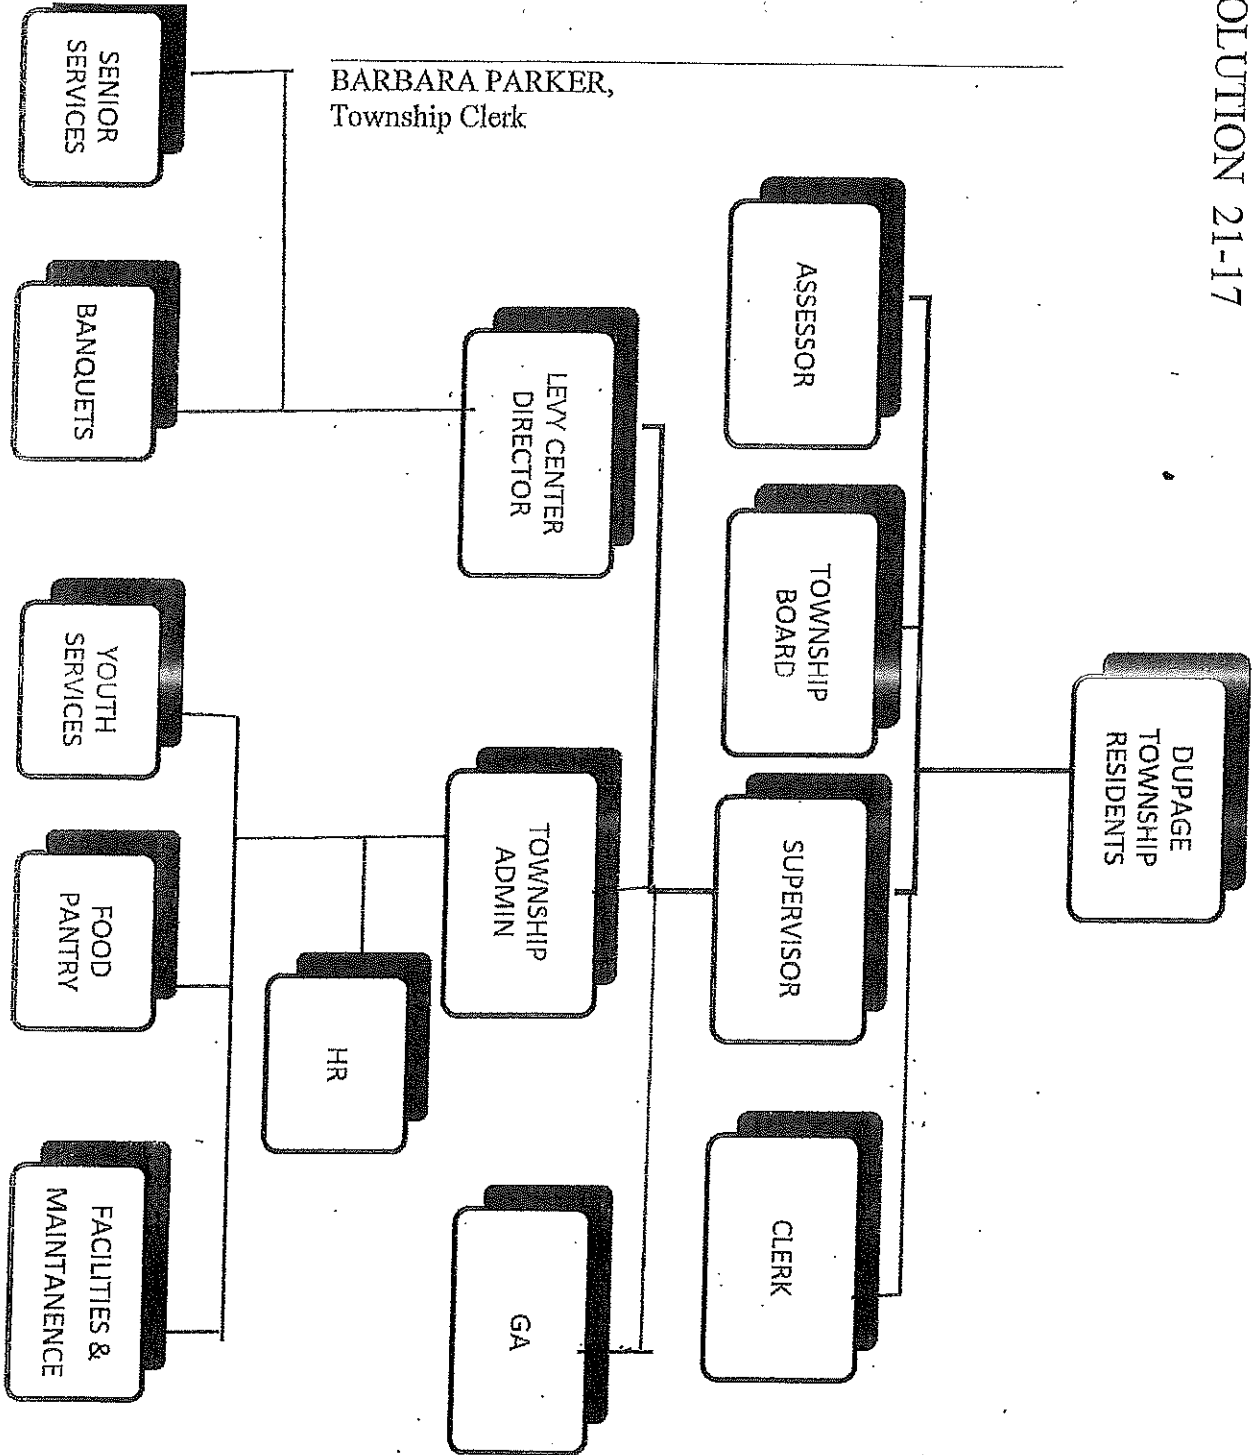 OLUTION 21-17
DUPAGE
TOWNSHIP
RESIDENTS
ASSESSOR
TOWNSHIP
BOARD
SUPERVISOR
CLERK
LEVY CENTER
DIRECTOR
TOWNSHIP
ADMIN
GA
HR
SENIOR
SERVICES
BANQUETS
YOUTH
SERVICES
FOOD
PANTRY
FACILITIES &
MAINTANENCE
BARBARA PARKER,
Township Clerk